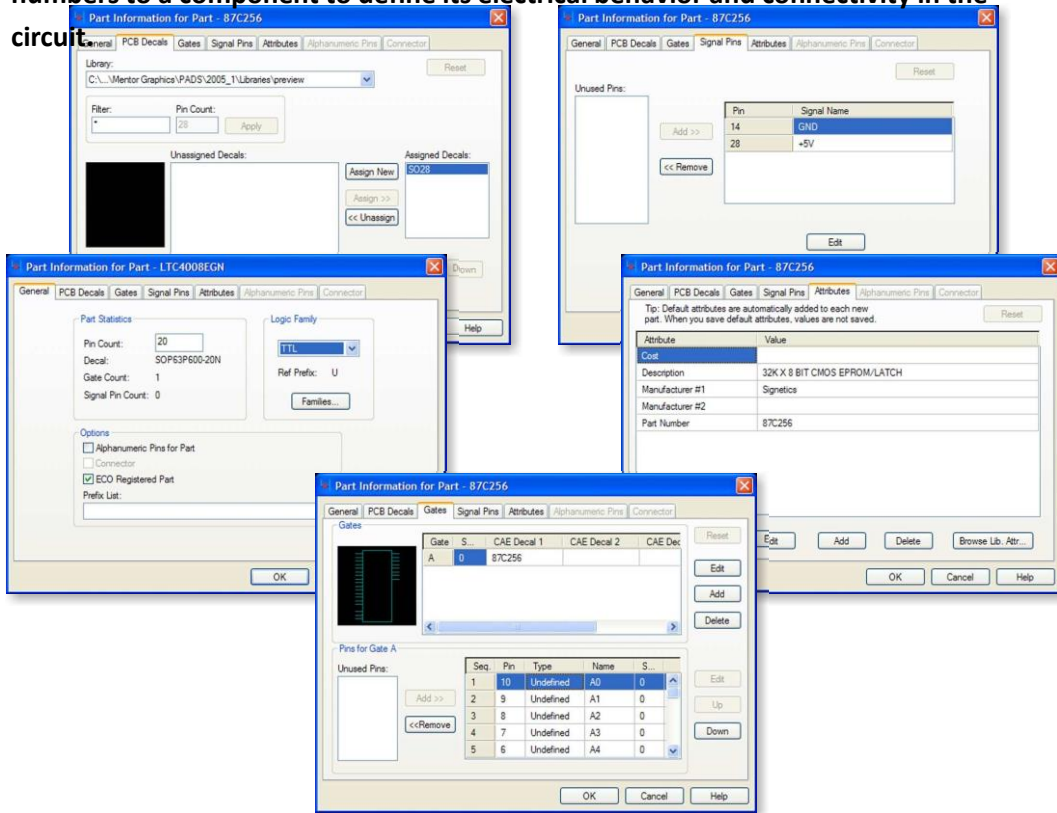 numbers to a component to define its electrical behavior and connectivity in the
circuit.
Part Information for Part - 87C256
General PCB Decals Gates Signal Pins Attributes Alphanumeric Pins Connector
Library:
C:\...\Mentor Graphics\PADS\2005_1\Libraries\preview
Reset
Filter:
Pin Count:
*
28
Apply
Unassigned Decals:
Assigned Decals:
Assign New
SO28
Assign >>
<< Unassign
Down
Help
Part Information for Part - 87C256
General PCB Decals Gates Signal Pins Attributes Alphanumeric Pins Connector
Reset
Unused Pins:
Pin Signal Name
Add >>
14 GND
28 +5V
<< Remove
Edit
Part Information for Part - LTC4008EGN
General PCB Decals Gates Signal Pins Attributes Alphanumeric Pins Connector
Part Statistics
Pin Count: 20
Decal: SOP63P600-20N
Gate Count: 1
Signal Pin Count: 0
Logic Family
TTL
Ref Prefix: U
Families...
Options
Alphanumeric Pins for Part
Connector
ECO Registered Part
Prefix List:
OK
Part Information for Part - 87C256
General PCB Decals Gates Signal Pins Attributes Alphanumeric Pins Connector
Tip: Default attributes are automatically added to each new
part. When you save default attributes, values are not saved.
Reset
Attribute Value
Cost
Description 32K X 8 BIT CMOS EPROM/LATCH
Manufacturer #1 Signetics
Manufacturer #2
Part Number 87C256
Edit Add Delete Browse Lib. Attr...
OK Cancel Help
Part Information for Part - 87C256
General PCB Decals Gates Signal Pins Attributes Alphanumeric Pins Connector
Gates
Gate S... CAE Decal 1 CAE Decal 2 CAE Dec
A 0 87C256
Reset
Edit
Add
Delete
Pins for Gate A
Unused Pins:
Seq. Pin Type Name S...
1 10 Undefined A0 0
2 9 Undefined A1 0
3 8 Undefined A2 0
4 7 Undefined A3 0
5 6 Undefined A4 0
Add >>
<<Remove
Edit
Up
Down
OK Cancel Help